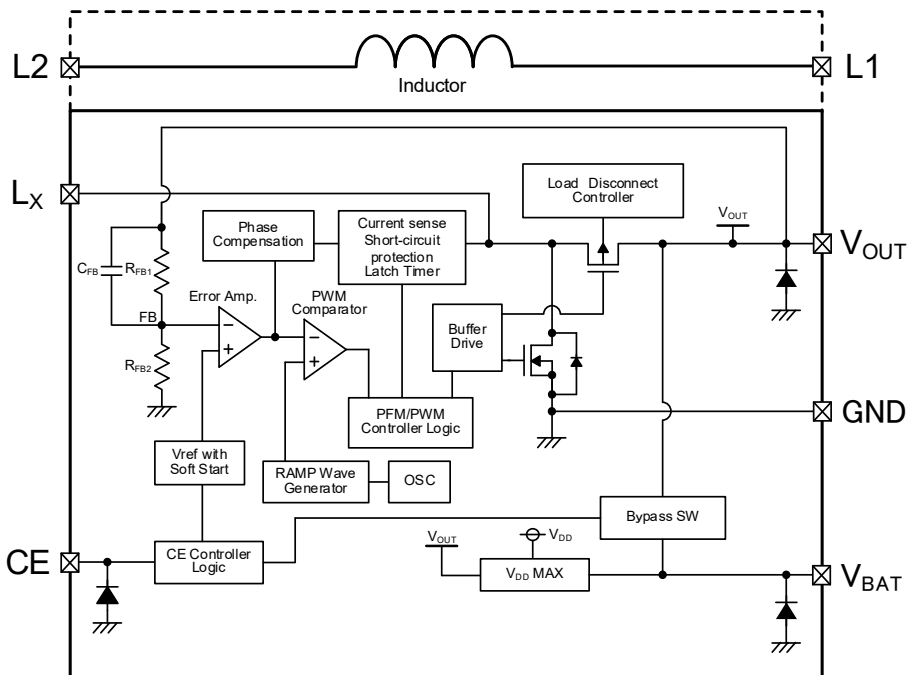 L2
L1
Inductor
LX
Load Disconnect
Controller
Phase
Compensation
Current sense
Short-circuit
protection
Latch Timer
VOUT
VOUT
CFB
RFB1
Error Amp.
PWM
Comparator
FB
Buffer
Drive
RFB2
PFM/PWM
Controller Logic
GND
Vref with
Soft Start
RAMP Wave
Generator
OSC
Bypass SW
CE
CE Controller
Logic
VOUT
VDD
VDD MAX
VBAT